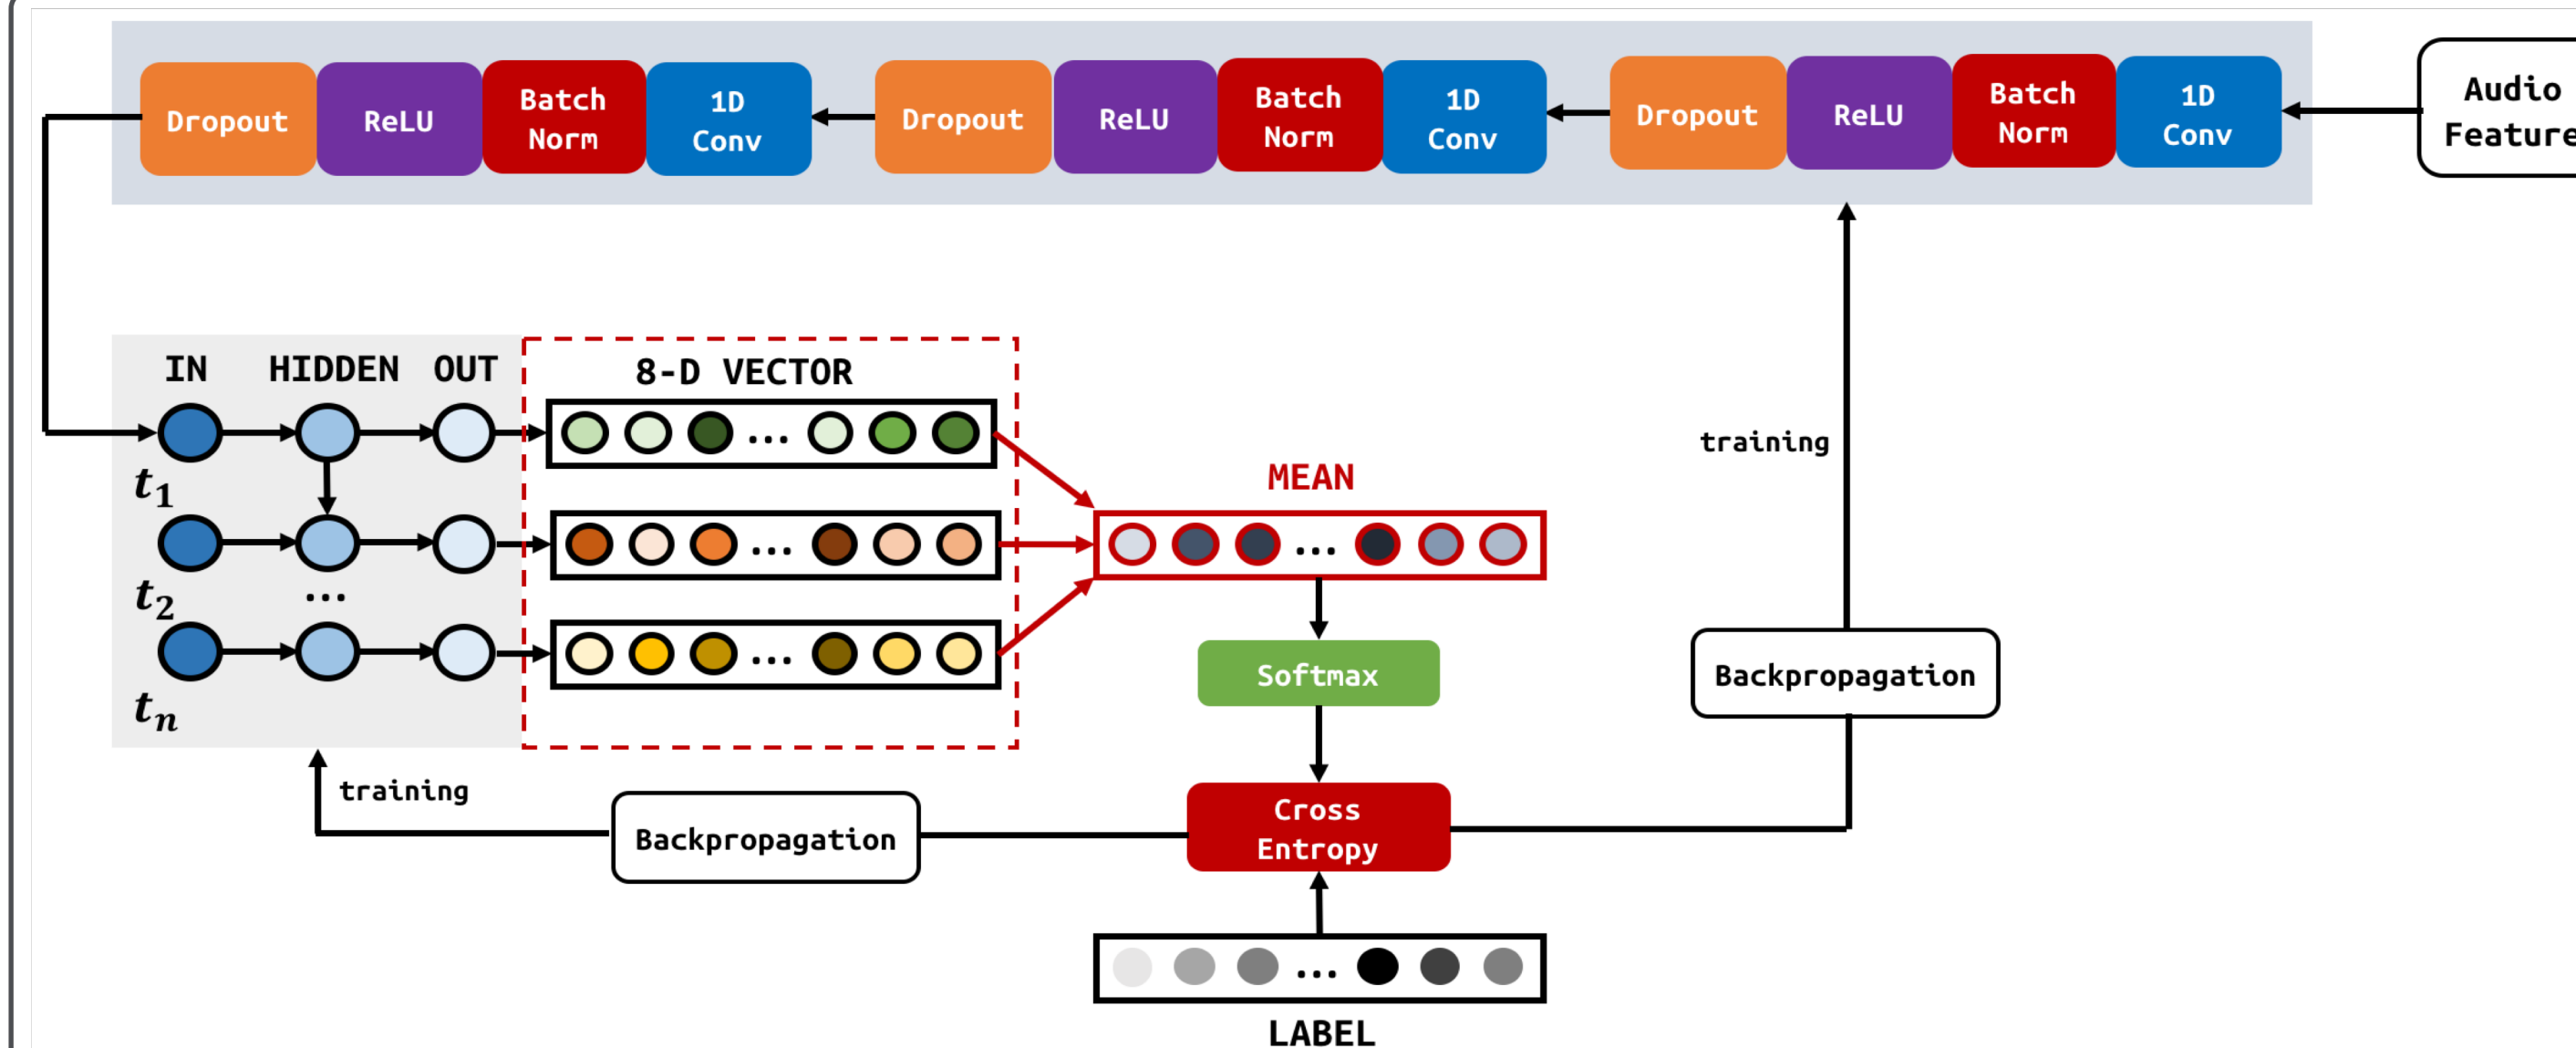 Dropout
ReLU
Batch
Norm
1D
Conv
Dropout
ReLU
Batch
Norm
1D
Conv
Dropout
ReLU
Batch
Norm
1D
Conv
Audio
Feature
IN
HIDDEN
OUT
8-D VECTOR
...
t1
...
t2
...
...
tn
MEAN
...
training
Softmax
Backpropagation
training
Backpropagation
Cross
Entropy
...
LABEL